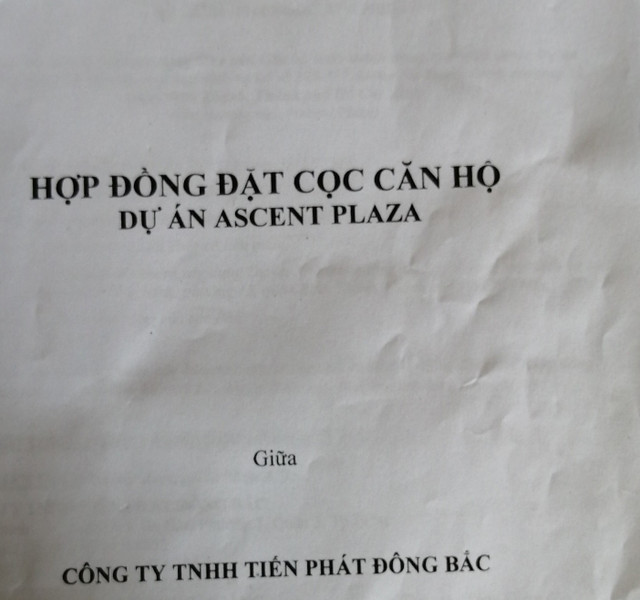 HỢP ĐỒNG ĐẶT CỌC CĂN HỘ
DỰ ÁN ASCENT PLAZA
Giữa
CÔNG TY TNHH TIẾN PHÁT ĐÔNG BẮC